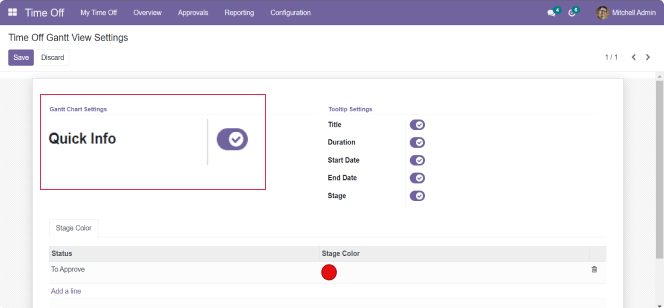 Time Off My Time Off Overview Approvals Reporting Configuration 4 5 Mitchell Admin
Time Off Gantt View Settings
Save Discard 1 / 1
Gantt Chart Settings
Quick Info
Tooltip Settings
Title
Duration
Start Date
End Date
Stage
Stage Color
Status Stage Color
To Approve
Add a line